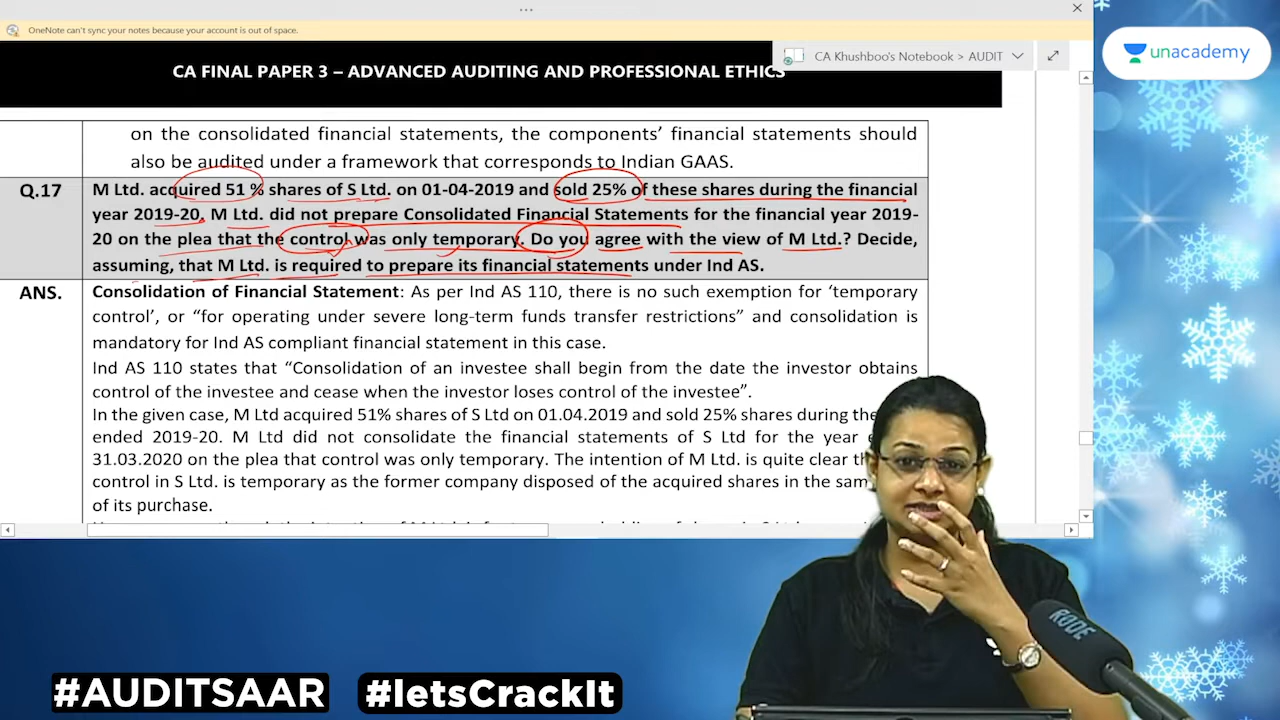 OneNote can't sync your notes because your account is out of space.
unacademy
CA FINAL PAPER 3 – ADVANCED AUDITING AND PROFESSIONAL ETHICS
CA Khushboo's Notebook > AUDIT
on the consolidated financial statements, the components' financial statements should
also be audited under a framework that corresponds to Indian GAAS.
Q.17
M Ltd. acquired 51 % shares of S Ltd. on 01-04-2019 and sold 25% of these shares during the financial
year 2019-20. M Ltd. did not prepare Consolidated Financial Statements for the financial year 2019-
20 on the plea that the control was only temporary. Do you agree with the view of M Ltd.? Decide,
assuming, that M Ltd. is required to prepare its financial statements under Ind AS.
ANS.
Consolidation of Financial Statement: As per Ind AS 110, there is no such exemption for 'temporary
control', or "for operating under severe long-term funds transfer restrictions" and consolidation is
mandatory for Ind AS compliant financial statement in this case.
Ind AS 110 states that "Consolidation of an investee shall begin from the date the investor obtains
control of the investee and cease when the investor loses control of the investee".
In the given case, M Ltd acquired 51% shares of S Ltd on 01.04.2019 and sold 25% shares during the
ended 2019-20. M Ltd did not consolidate the financial statements of S Ltd for the year
31.03.2020 on the plea that control was only temporary. The intention of M Ltd. is quite clear
control in S Ltd. is temporary as the former company disposed of the acquired shares in the
of its purchase.
RODE
#AUDITSAAR
#letsCrackIt